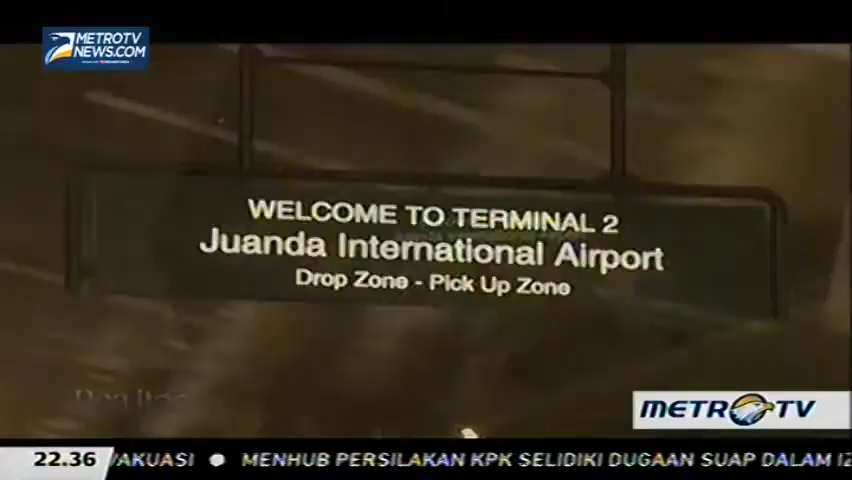 METROTV
NEWS.COM
WELCOME TO TERMINAL 2
Juanda International Airport
Drop Zone - Pick Up Zone
METRO TV
22.36
VAKUASI ● MENHUB PERSILAKAN KPK SELIDIKI DUGAAN SUAP DALAM IZ